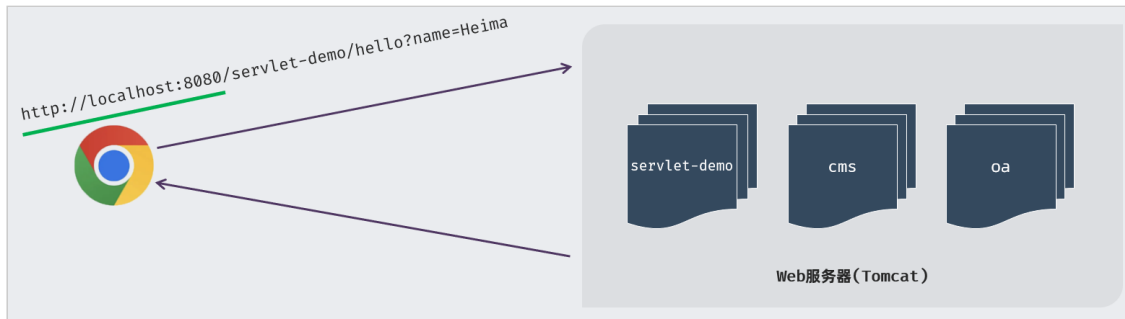 http://localhost:8080/servlet-demo/hello?name=Heima
servlet-demo
cms
oa
Web服务器(Tomcat)